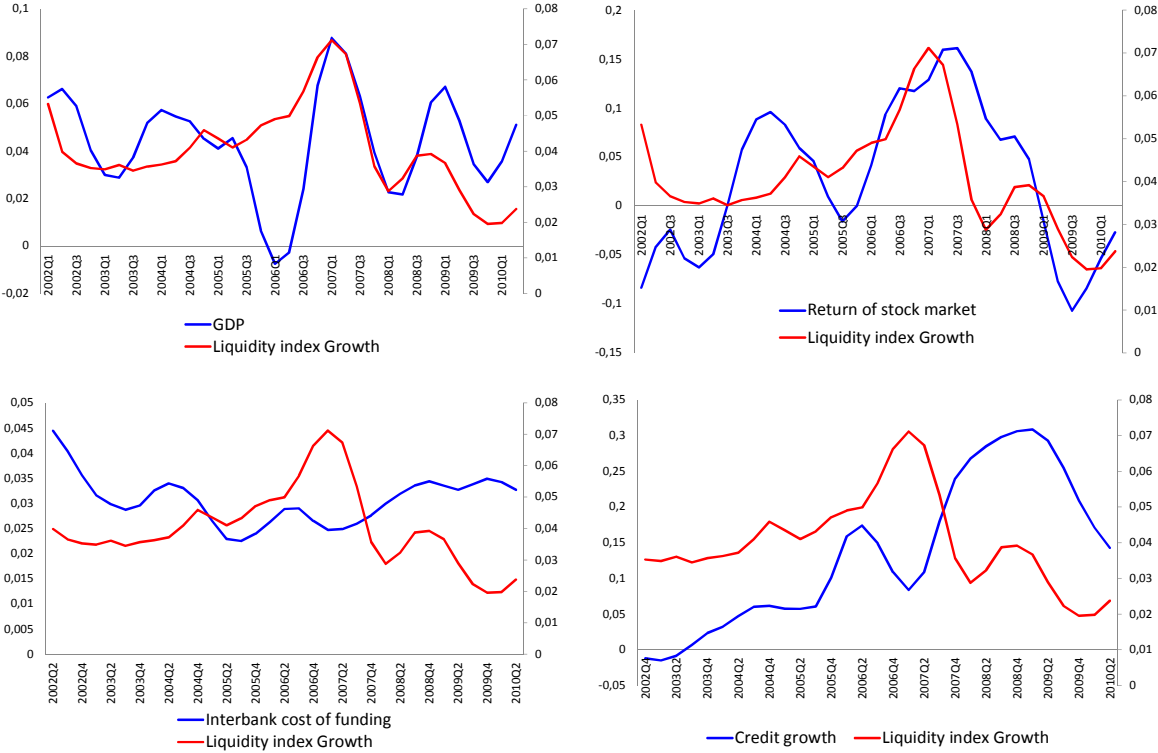 0,1
0,08
0,06
0,04
0,02
0
-0,02
0,08
0,07
0,06
0,05
0,04
0,03
0,02
0,01
0
2002Q1
2002Q3
2003Q1
2003Q3
2004Q1
2004Q3
2005Q1
2005Q3
2006Q1
2006Q3
2007Q1
2007Q3
2008Q1
2008Q3
2009Q1
2009Q3
2010Q1
GDP
Liquidity index Growth
0,2
0,15
0,1
0,05
0
-0,05
-0,1
-0,15
0,08
0,07
0,06
0,05
0,04
0,03
0,02
0,01
0
2002Q1
2002Q3
2003Q1
2003Q3
2004Q1
2004Q3
2005Q1
2005Q3
2006Q1
2006Q3
2007Q1
2007Q3
2008Q1
2008Q3
2009Q1
2009Q3
2010Q1
Return of stock market
Liquidity index Growth
0,05
0,045
0,04
0,035
0,03
0,025
0,02
0,015
0,01
0,005
0
0,08
0,07
0,06
0,05
0,04
0,03
0,02
0,01
0
2002Q2
2002Q4
2003Q2
2003Q4
2004Q2
2004Q4
2005Q2
2005Q4
2006Q2
2006Q4
2007Q2
2007Q4
2008Q2
2008Q4
2009Q2
2009Q4
2010Q2
Interbank cost of funding
Liquidity index Growth
0,35
0,3
0,25
0,2
0,15
0,1
0,05
0
-0,05
0,08
0,07
0,06
0,05
0,04
0,03
0,02
0,01
0
2002Q4
2003Q2
2003Q4
2004Q2
2004Q4
2005Q2
2005Q4
2006Q2
2006Q4
2007Q2
2007Q4
2008Q2
2008Q4
2009Q2
2009Q4
2010Q2
Credit growth
Liquidity index Growth